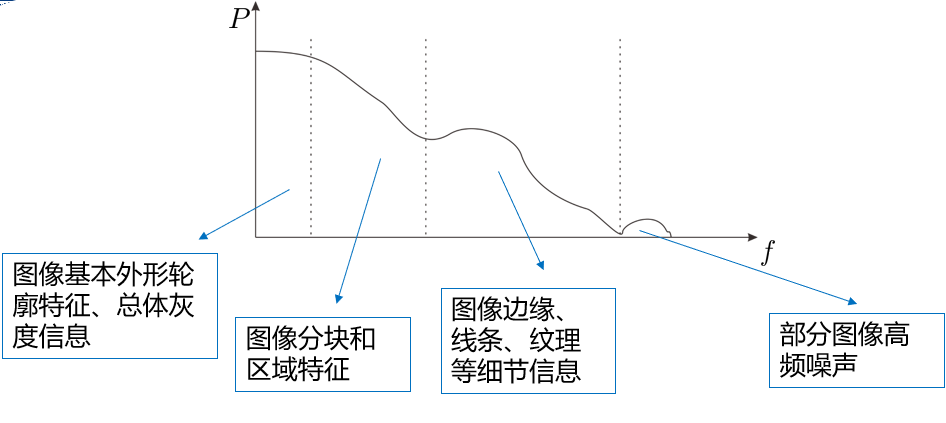 P
f
图像基本外形轮
廓特征、总体灰
度信息
图像分块和
区域特征
图像边缘、
线条、纹理
等细节信息
部分图像高
频噪声